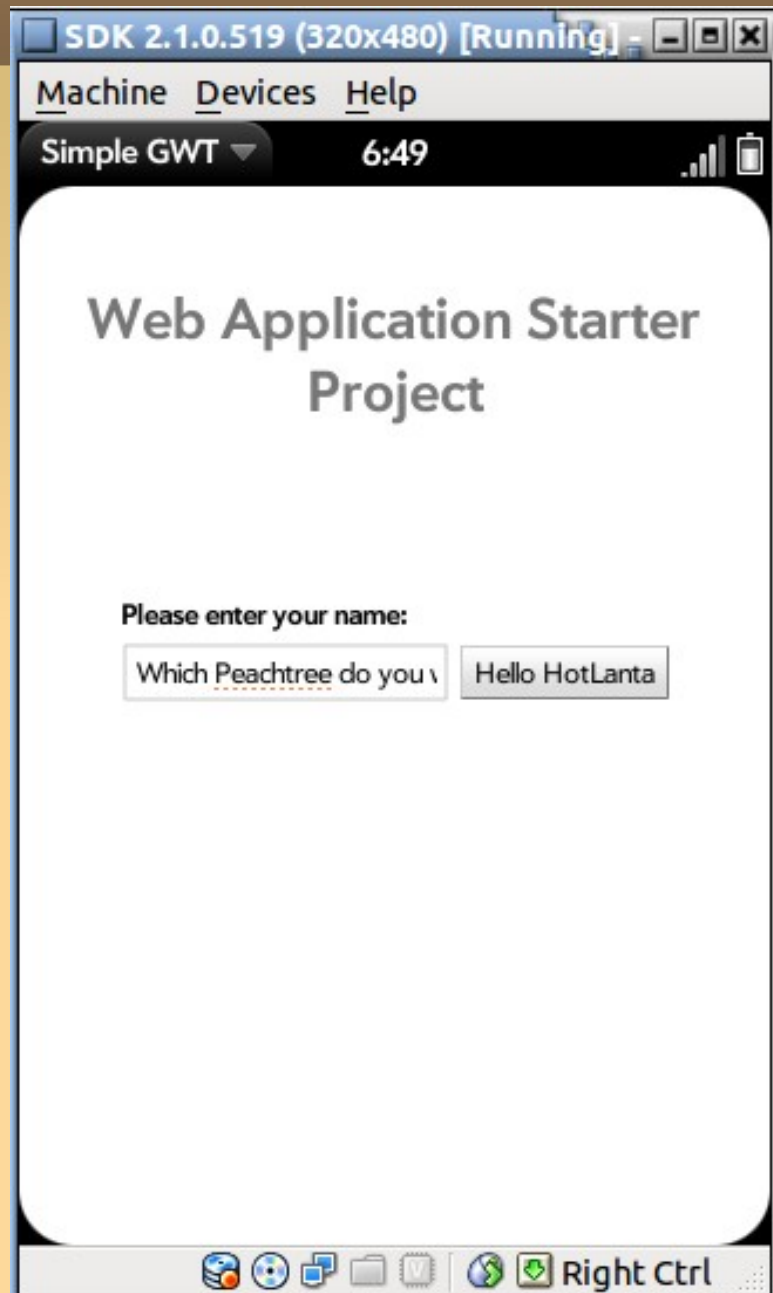 SDK 2.1.0.519 (320x480) [Running] -
Machine Devices Help
Simple GWT 6:49
Web Application Starter
Project
Please enter your name:
Which Peachtree do you Hello HotLanta
Right Ctrl